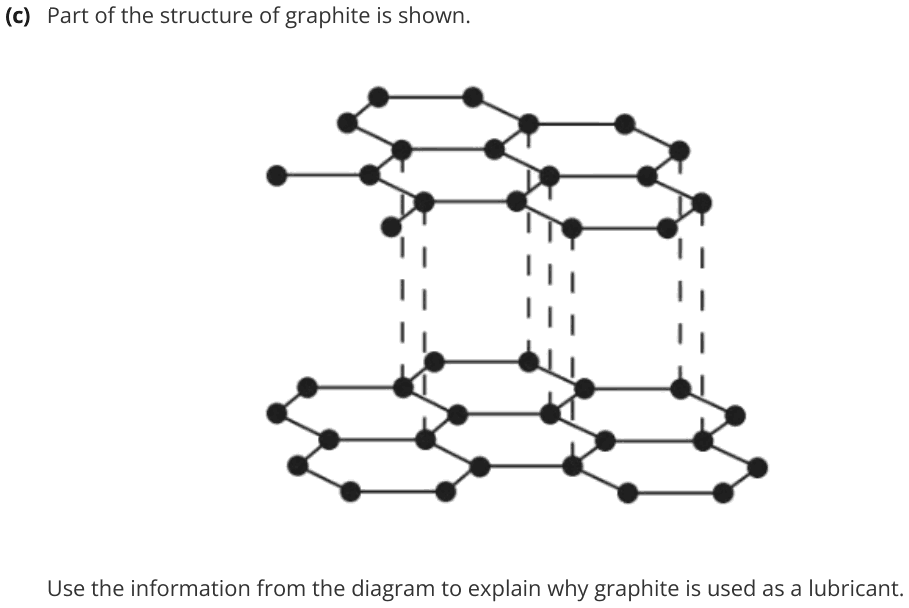 (c) Part of the structure of graphite is shown.
Use the information from the diagram to explain why graphite is used as a lubricant.